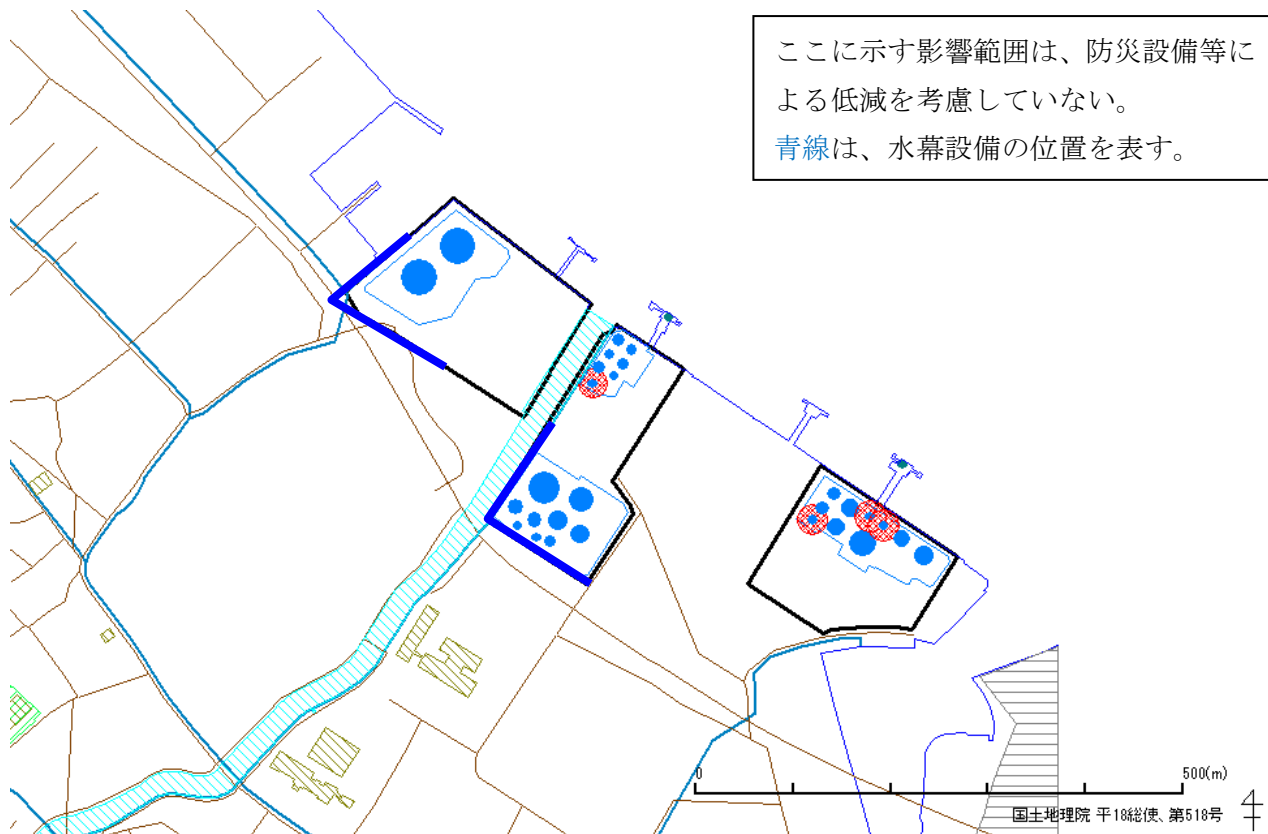 ここに示す影響範囲は、防災設備等に
よる低減を考慮していない。
青線は、水幕設備の位置を表す。
0 500(m)
国土地理院 平18総使、第518号